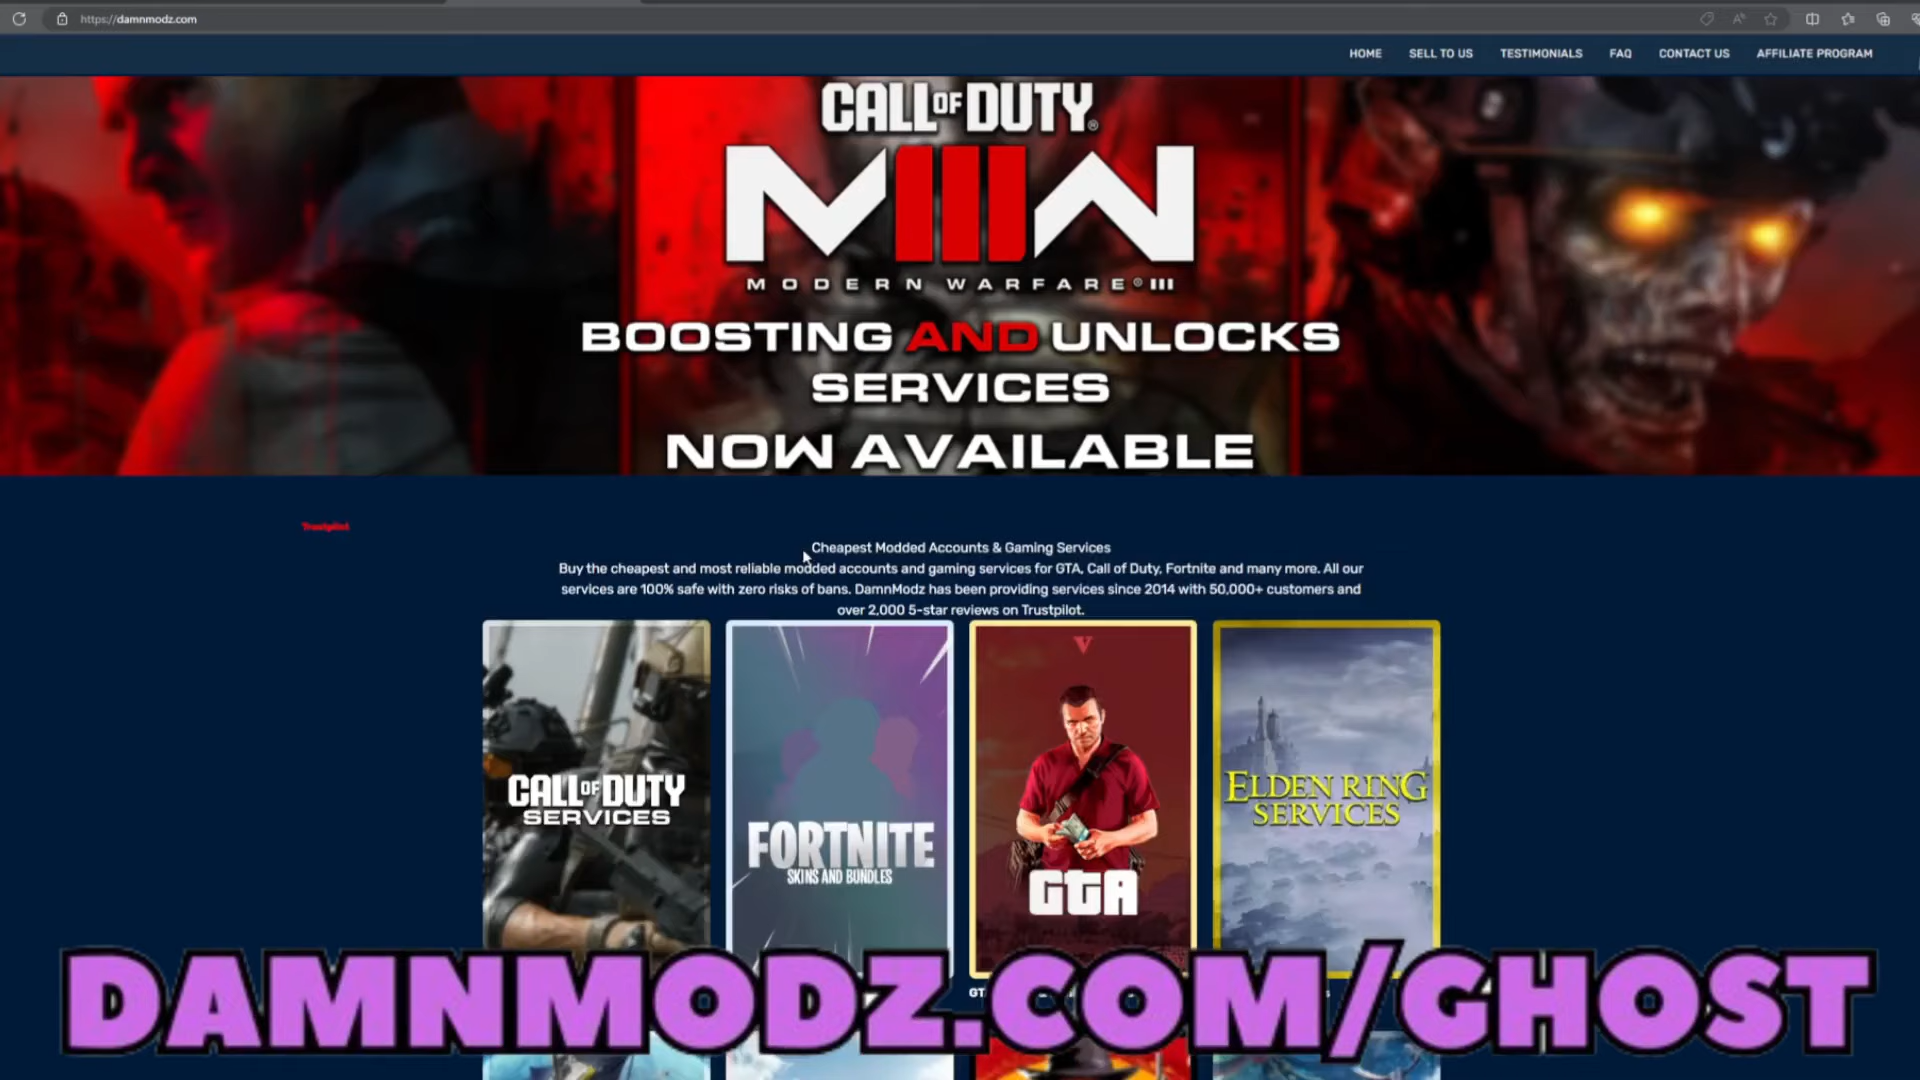 https://damnmodz.com
HOME SELL TO US TESTIMONIALS FAQ CONTACT US AFFILIATE PROGRAM
CALL OF DUTY®
MIIIW
MODERN WARFARE® III
BOOSTING AND UNLOCKS
SERVICES
NOW AVAILABLE
Trustpilot
Cheapest Modded Accounts & Gaming Services
Buy the cheapest and most reliable modded accounts and gaming services for GTA, Call of Duty, Fortnite and many more. All our
services are 100% safe with zero risks of bans. DamnModz has been providing services since 2014 with 50,000+ customers and
over 2,000 5-star reviews on Trustpilot.
CALL OF DUTY
SERVICES
FORTNITE
SKINS AND BUNDLES
V
GTA
ELDEN RING
SERVICES
DAMNMODZ.COM/GHOST